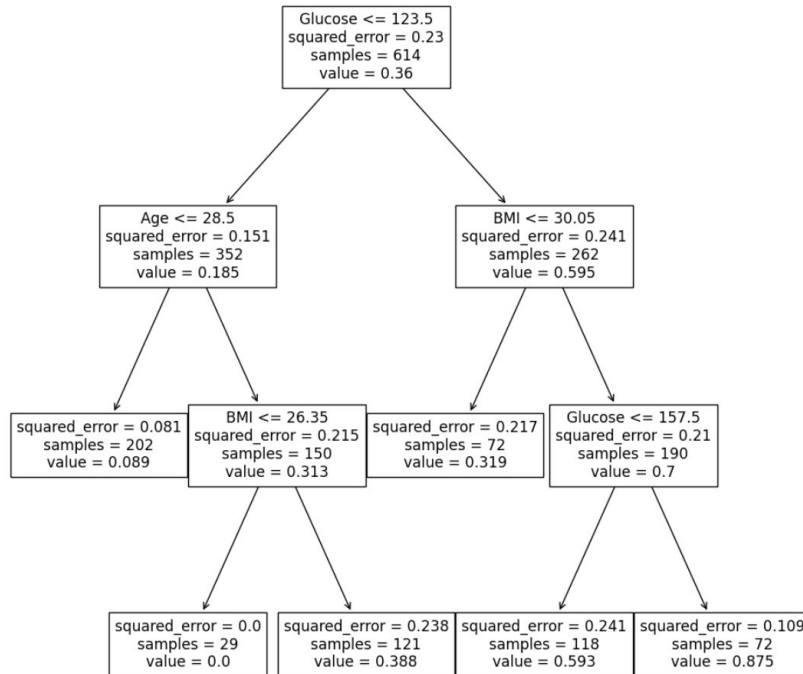 Glucose <= 123.5
squared_error = 0.23
samples = 614
value = 0.36
Age <= 28.5
squared_error = 0.151
samples = 352
value = 0.185
BMI <= 30.05
squared_error = 0.241
samples = 262
value = 0.595
squared_error = 0.081
samples = 202
value = 0.089
BMI <= 26.35
squared_error = 0.215
samples = 150
value = 0.313
squared_error = 0.217
samples = 72
value = 0.319
Glucose <= 157.5
squared_error = 0.21
samples = 190
value = 0.7
squared_error = 0.0
samples = 29
value = 0.0
squared_error = 0.238
samples = 121
value = 0.388
squared_error = 0.241
samples = 118
value = 0.593
squared_error = 0.109
samples = 72
value = 0.875